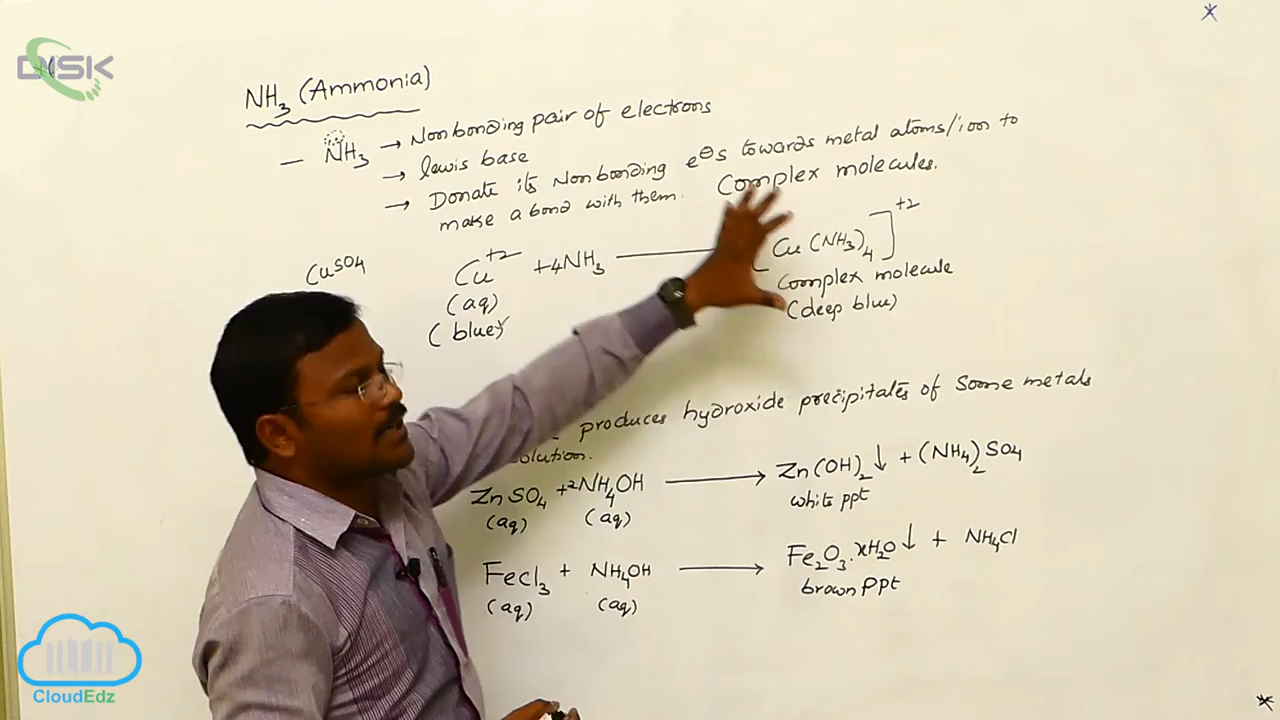 DISK
NH3 (Ammonia)
— NH3 → Nonbonding pair of electrons
→ lewis base
→ Donate its Nonbonding e⊖s towards metal atoms/ion to
make a bond with them. Complex molecules.
CuSO4 Cu+2 +4NH3 ⟶ Cu(NH3)4]+2
(aq) Complex molecule
(blue) (deep blue)
produces hydroxide precipitates of some metals
solution.
ZnSO4 +2NH4OH ⟶ Zn(OH)2↓ + (NH4)2SO4
(aq) (aq) white ppt
FeCl3 + NH4OH ⟶ Fe2O3.xH2O↓ + NH4Cl
(aq) (aq) brown ppt
CloudEdz